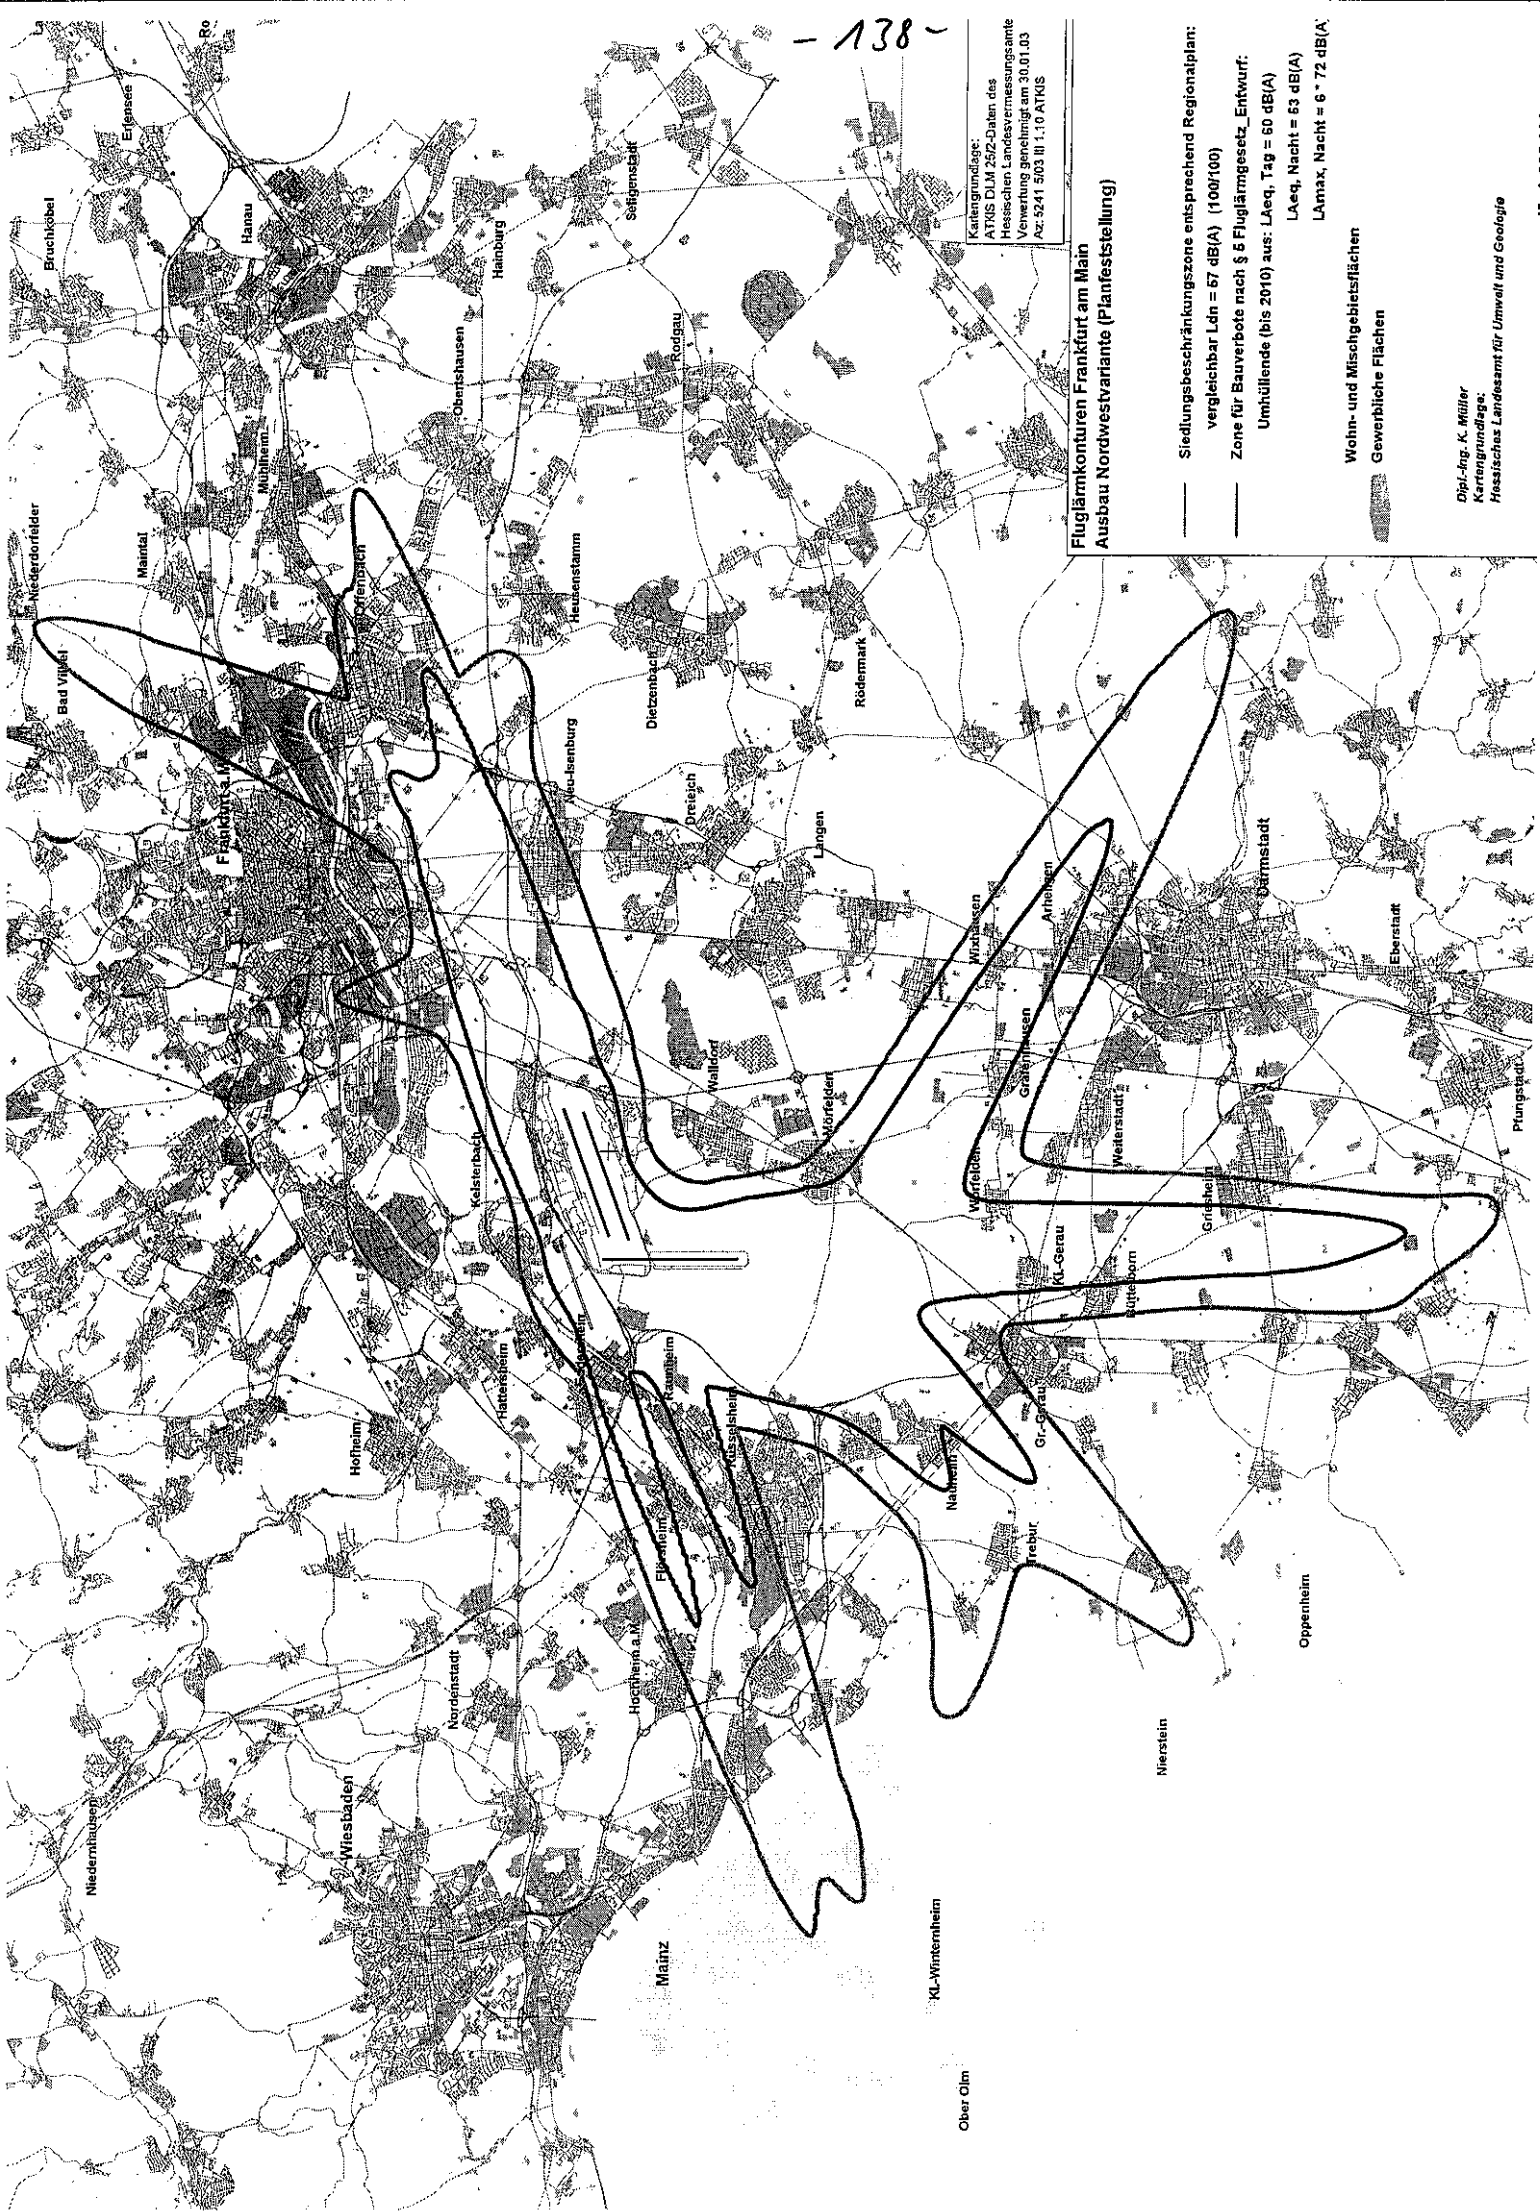 - 138 -
Kartengrundlage:
ATKIS DLM 25/2-Daten des
Hessischen Landesvermessungsamte
Verwertung genehmigt am 30.01.03
Az: 5241 5/03 III 1.10 ATKIS
Fluglärmkonturen Frankfurt am Main
Ausbau Nordwestvariante (Planfeststellung)
Siedlungsbeschränkungszone entsprechend Regionalplan:
vergleichbar Ldn = 57 dB(A) (100/100)
Zone für Bauverbote nach § 5 Fluglärmgesetz_Entwurf:
Umhüllende (bis 2010) aus: LAeq, Tag = 60 dB(A)
LAeq, Nacht = 53 dB(A)
LAmax, Nacht = 6 * 72 dB(A)
Wohn- und Mischgebietsflächen
Gewerbliche Flächen
Dipl.-Ing. K. Müller
Kartengrundlage:
Hessisches Landesamt für Umwelt und Geologie
Niedernhausen
Wiesbaden
Nordenstadt
Hofheim
Hattersheim
Kelsterbach
Frankfurt a.M.
Bad Vilbel
Niederdorfelder
Maintal
Mühlheim
Bruchköbel
Erlensee
Ro
Hanau
Hainburg
Seligenstadt
Obertshausen
Rodgau
Offenbach
Heusenstamm
Dietzenbach
Rödermark
Neu-Isenburg
Dreieich
Langen
Walldorf
Mörfelden
Mainz
Hochheim a.M.
Flörsheim
Raunheim
Rüsselsheim
Nauheim
Trebur
Gr.-Gerau
Kl.-Gerau
Büttelborn
Worfelden
Gräfenhausen
Wixhausen
Arheilgen
Weiterstadt
Griesheim
Darmstadt
Eberstadt
Pfungstadt
Oppenheim
Nierstein
KL-Winternheim
Ober Olm